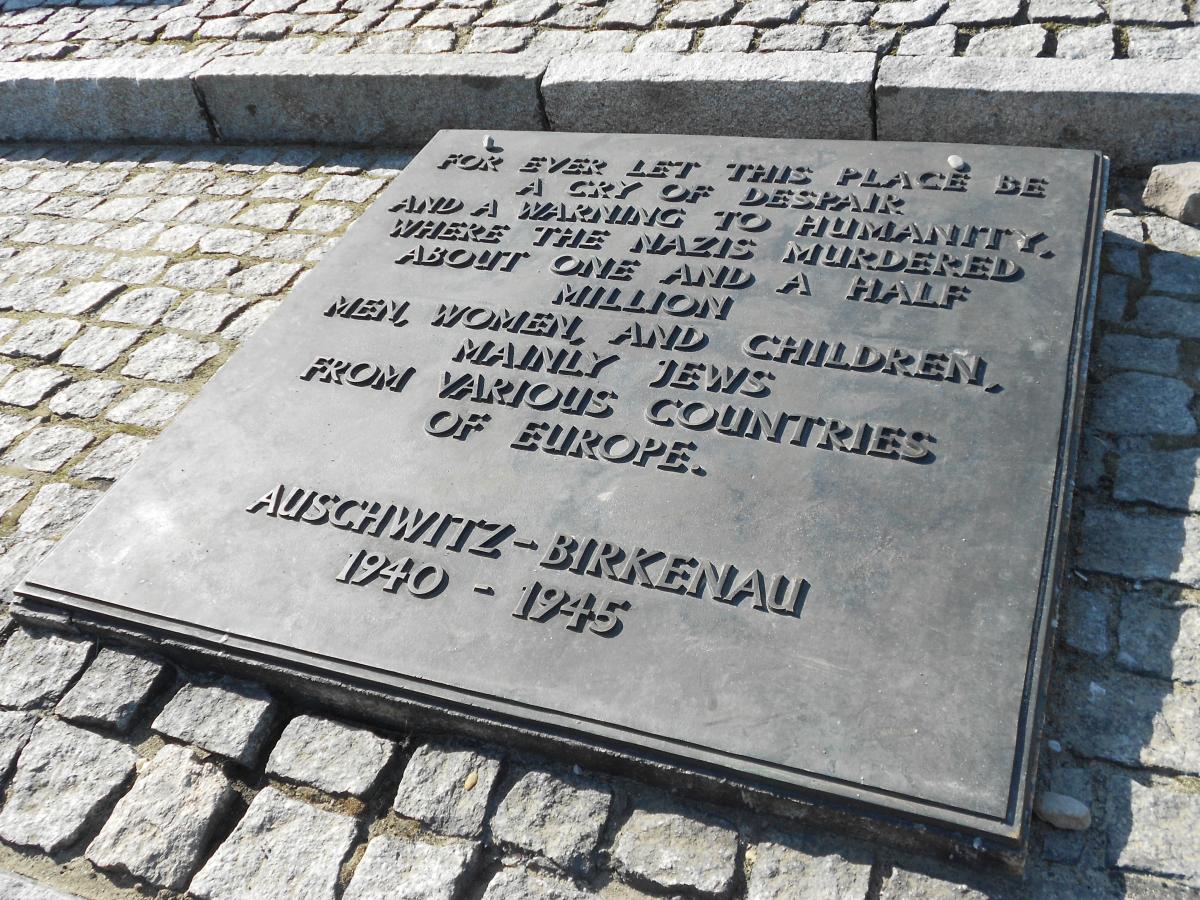 FOR EVER LET THIS PLACE BE
A CRY OF DESPAIR
AND A WARNING TO HUMANITY,
WHERE THE NAZIS MURDERED
ABOUT ONE AND A HALF
MILLION
MEN, WOMEN, AND CHILDREN,
MAINLY JEWS
FROM VARIOUS COUNTRIES
OF EUROPE.
AUSCHWITZ-BIRKENAU
1940 - 1945